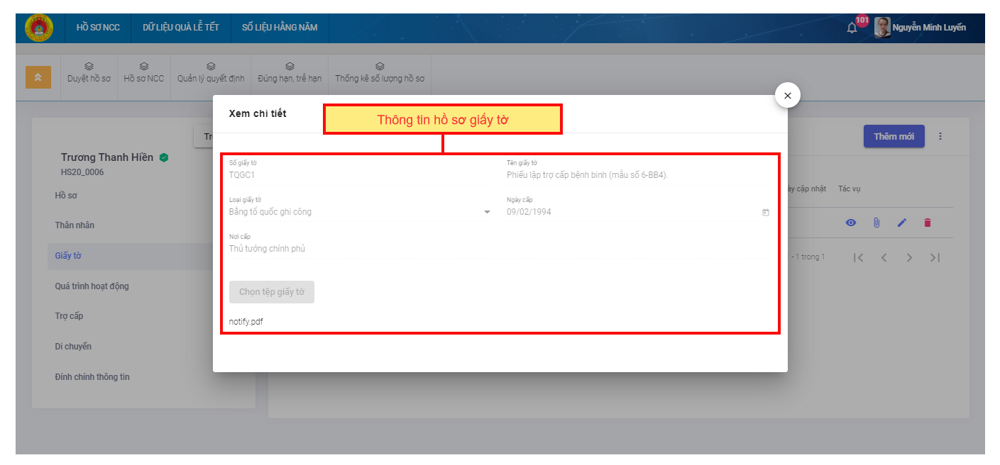 HỒ SƠ NCC DỮ LIỆU QUÀ LỄ TẾT SỐ LIỆU HẰNG NĂM 101 Nguyễn Minh Luyến
Duyệt hồ sơ Hồ sơ NCC Quản lý quyết định Đúng hạn, trễ hạn Thống kê số lượng hồ sơ
Xem chi tiết
Thông tin hồ sơ giấy tờ
Tr
Thêm mới
Trương Thanh Hiền
HS20_0006
Số giấy tờ Tên giấy tờ
TQGC1 Phiếu lập trợ cấp bệnh binh (mẫu số 6-BB4).
Hồ sơ
cập nhật Tác vụ
Loại giấy tờ Ngày cấp
Bằng tổ quốc ghi công 09/02/1994
Thân nhân
Nơi cấp
Thủ tướng chính phủ
Giấy tờ
- 1 trong 1
Quá trình hoạt động
Chọn tệp giấy tờ
Trợ cấp
notify.pdf
Di chuyển
Đính chính thông tin